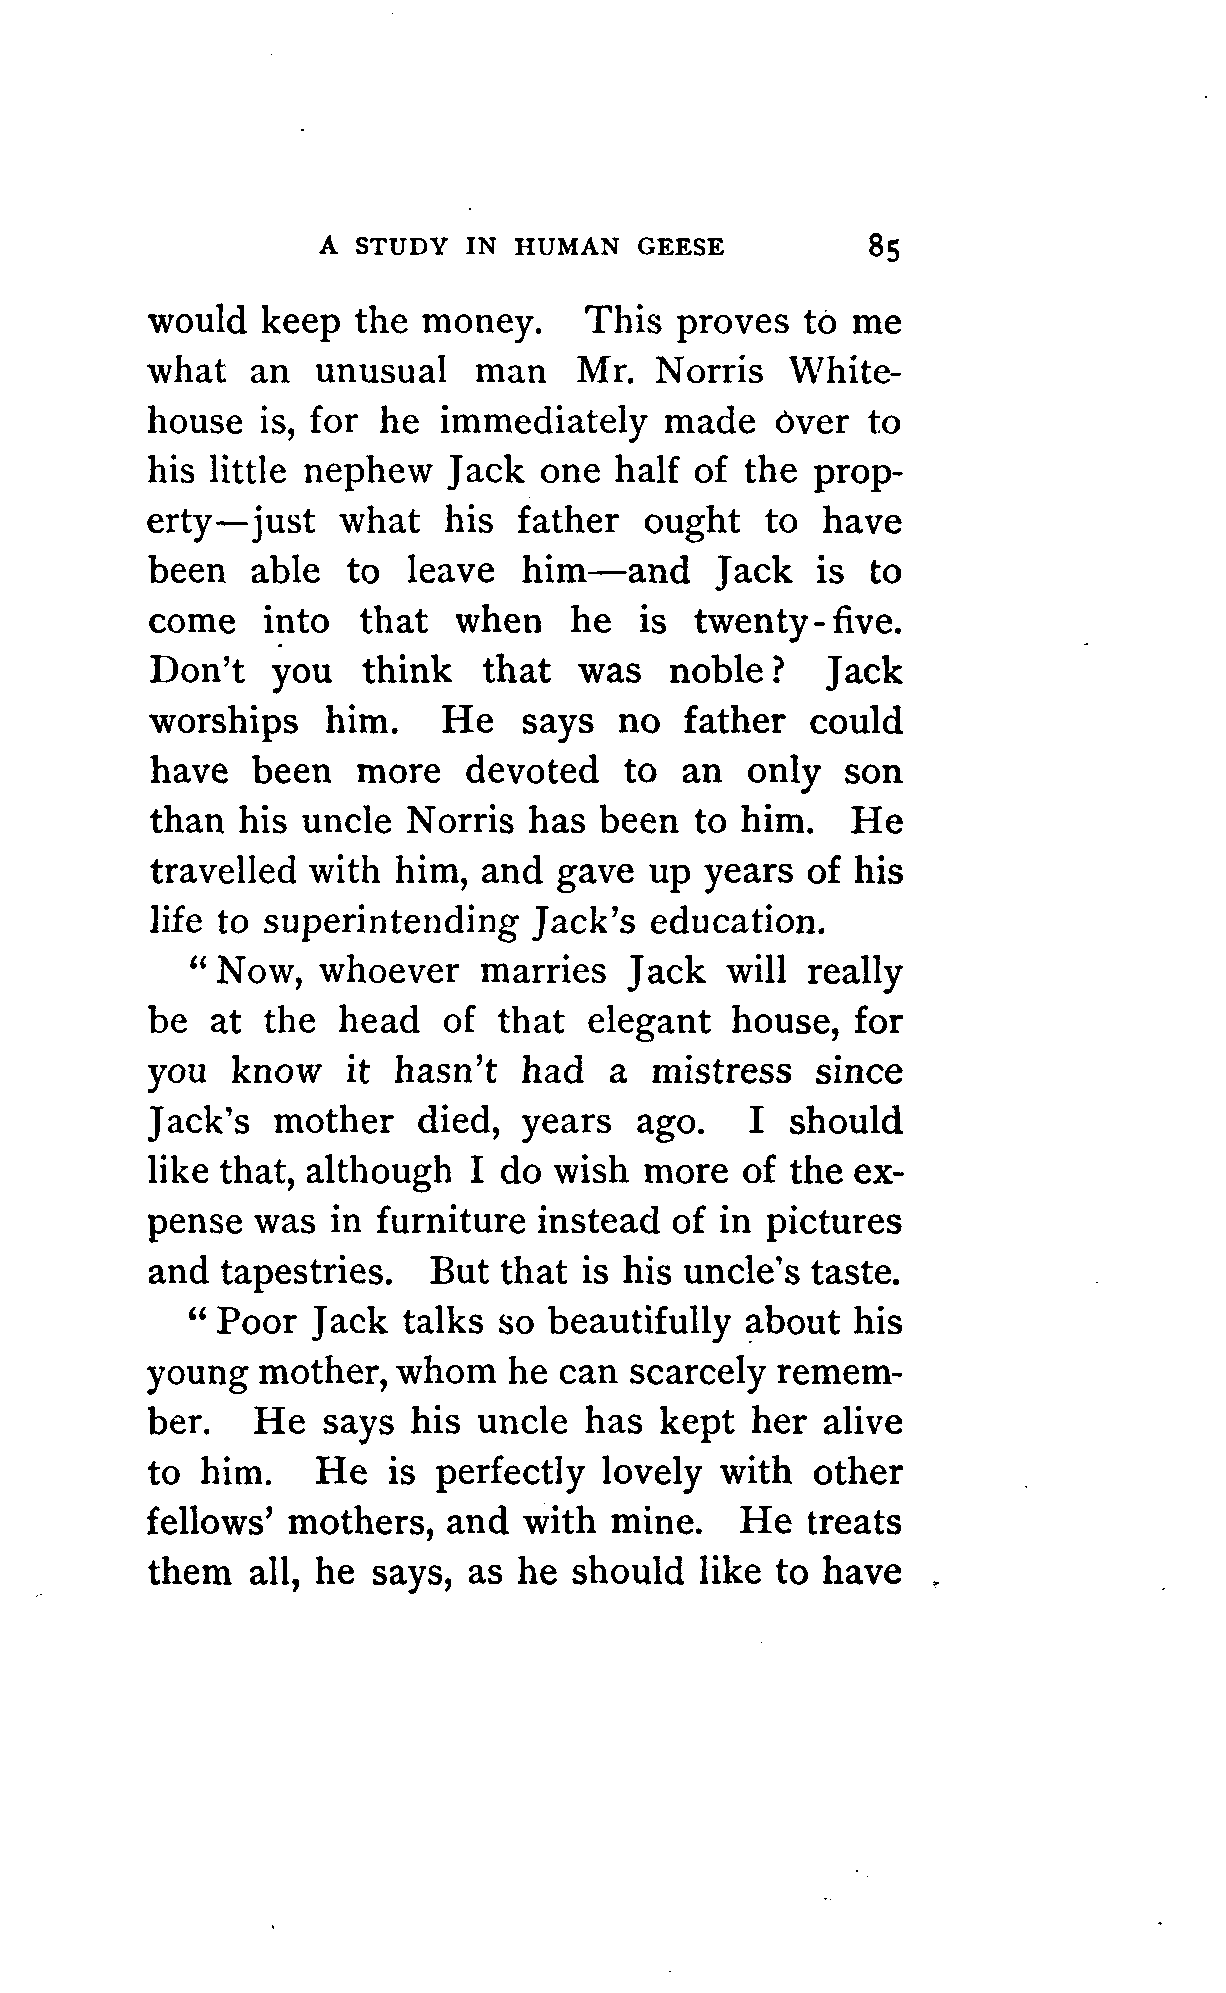 A STUDY IN HUMAN GEESE 85
would keep the money. This proves to me
what an unusual man Mr. Norris White-
house is, for he immediately made over to
his little nephew Jack one half of the prop-
erty—just what his father ought to have
been able to leave him—and Jack is to
come into that when he is twenty-five.
Don't you think that was noble? Jack
worships him. He says no father could
have been more devoted to an only son
than his uncle Norris has been to him. He
travelled with him, and gave up years of his
life to superintending Jack's education.
"Now, whoever marries Jack will really
be at the head of that elegant house, for
you know it hasn't had a mistress since
Jack's mother died, years ago. I should
like that, although I do wish more of the ex-
pense was in furniture instead of in pictures
and tapestries. But that is his uncle's taste.
"Poor Jack talks so beautifully about his
young mother, whom he can scarcely remem-
ber. He says his uncle has kept her alive
to him. He is perfectly lovely with other
fellows' mothers, and with mine. He treats
them all, he says, as he should like to have